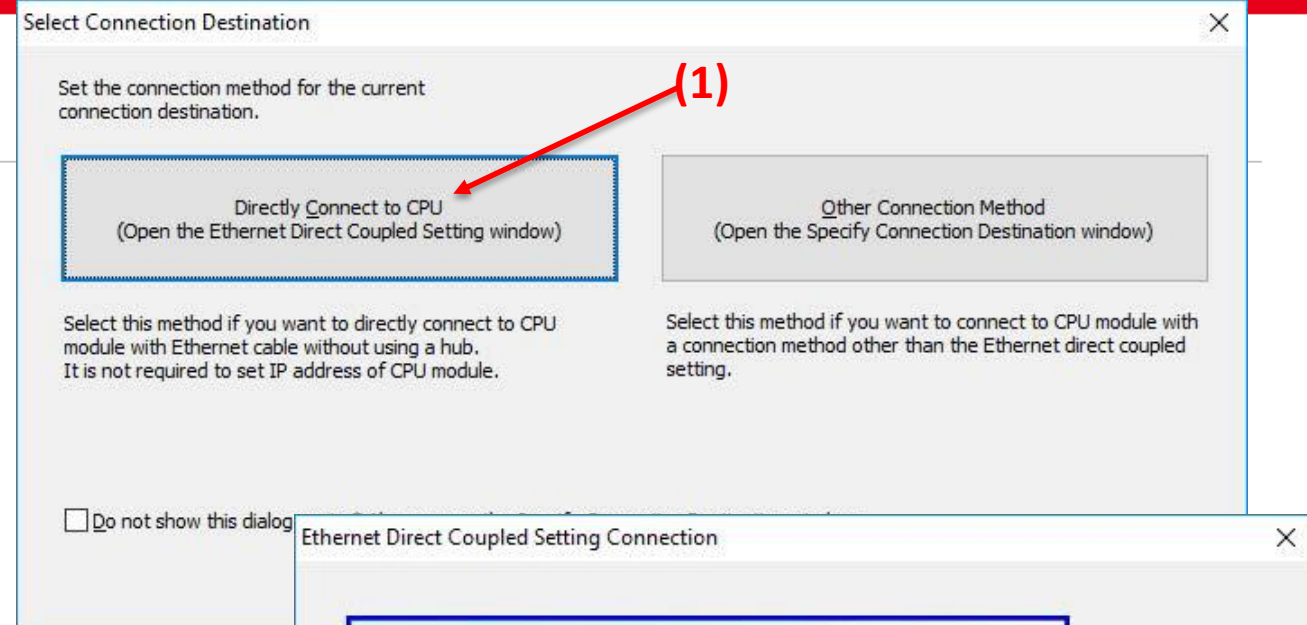 Select Connection Destination
Set the connection method for the current
connection destination.
(1)
Directly Connect to CPU
(Open the Ethernet Direct Coupled Setting window)
Other Connection Method
(Open the Specify Connection Destination window)
Select this method if you want to directly connect to CPU
module with Ethernet cable without using a hub.
It is not required to set IP address of CPU module.
Select this method if you want to connect to CPU module with
a connection method other than the Ethernet direct coupled
setting.
Do not show this dialog
Ethernet Direct Coupled Setting Connection